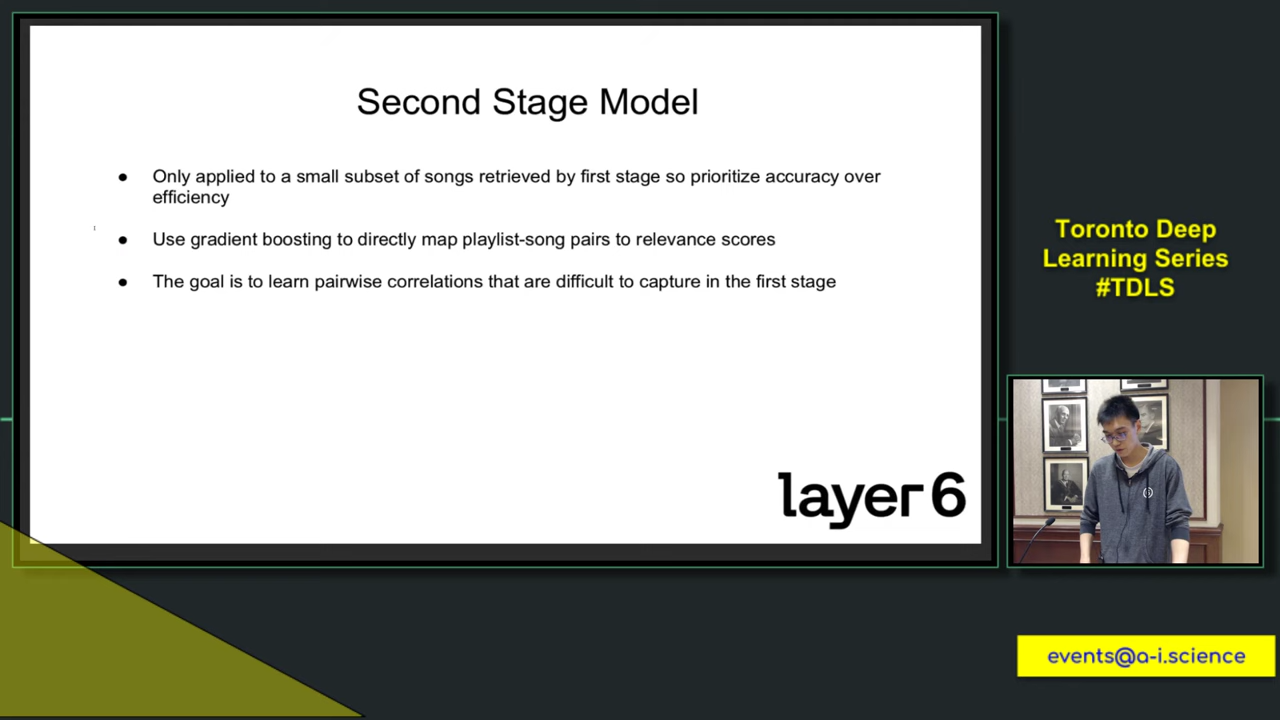 Second Stage Model
● Only applied to a small subset of songs retrieved by first stage so prioritize accuracy over
efficiency
● Use gradient boosting to directly map playlist-song pairs to relevance scores
● The goal is to learn pairwise correlations that are difficult to capture in the first stage
layer 6
Toronto Deep
Learning Series
#TDLS
events@a-i.science